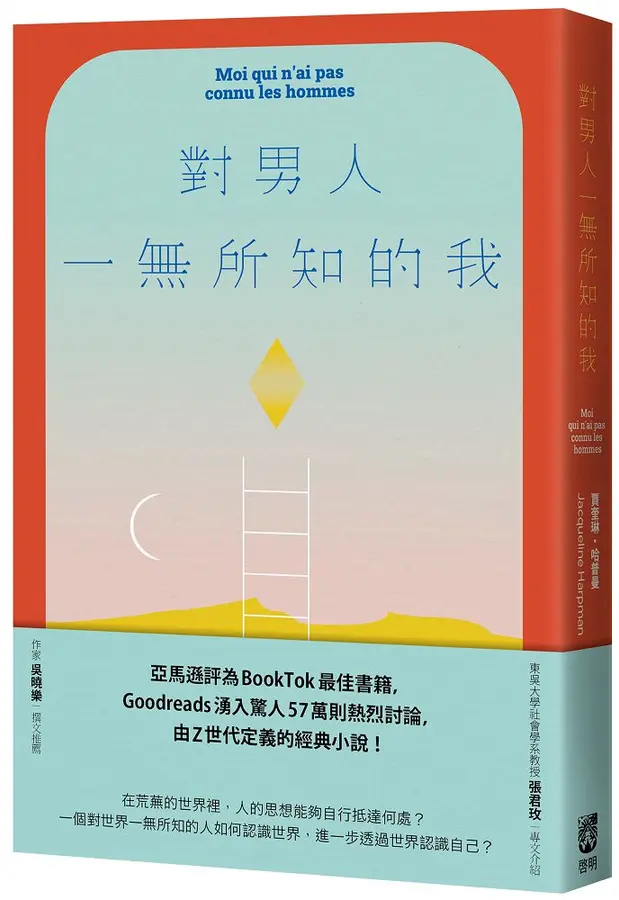 Moi qui n'ai pas
connu les hommes
對男人
一無所知的我
作家 吳曉樂|撰文推薦
亞馬遜評為BookTok最佳書籍,
Goodreads湧入驚人57萬則熱烈討論,
由Z世代定義的經典小說!
在荒蕪的世界裡,人的思想能夠自行抵達何處?
一個對世界一無所知的人如何認識世界,進一步透過世界認識自己?
東吳大學社會學系教授 張君玫|專文介紹
對男人一無所知的我
Moi
qui n'ai pas
connu les
hommes
賈奎琳・哈普曼
Jacqueline Harpman
啓明